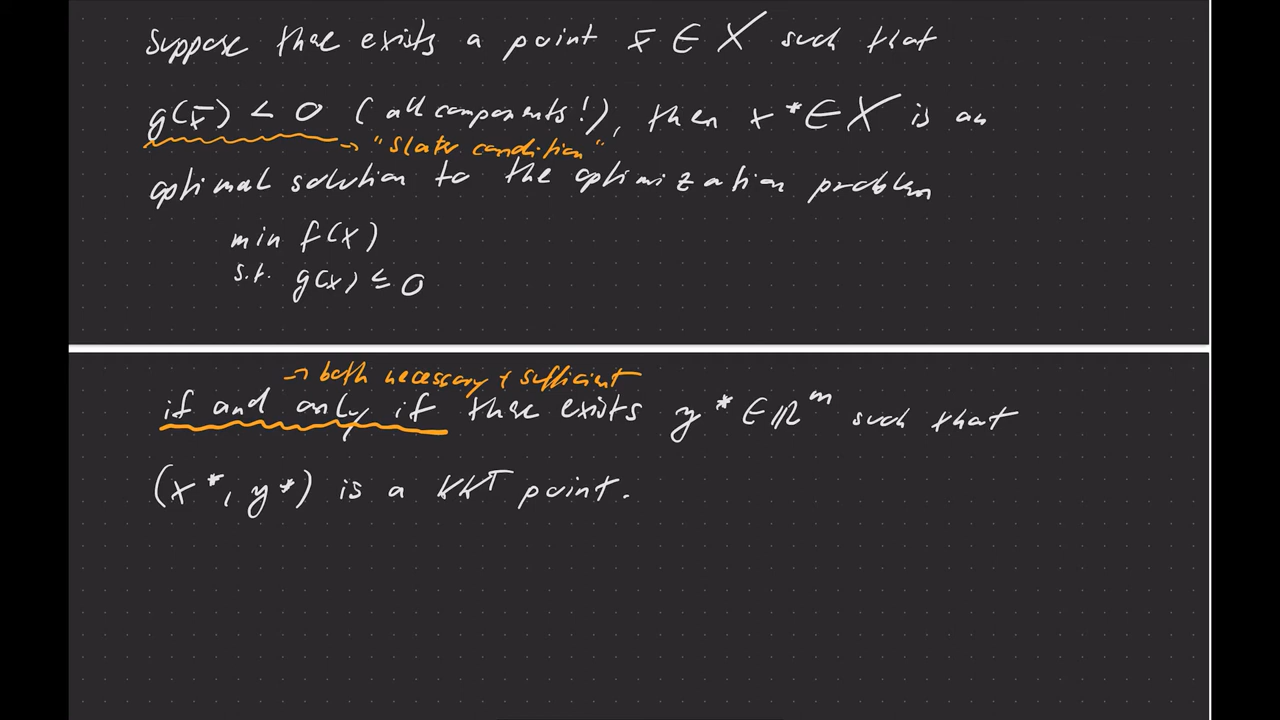 Suppose there exists a point x̄ ∈ X such that
g(x̄) < 0 (all components!), then x* ∈ X is an
→ "Slater condition"
optimal solution to the optimization problem
min f(x)
s.t. g(x) ≤ 0
→ both necessary + sufficient
if and only if there exists y* ∈ ℝᵐ such that
(x*, y*) is a KKT point.